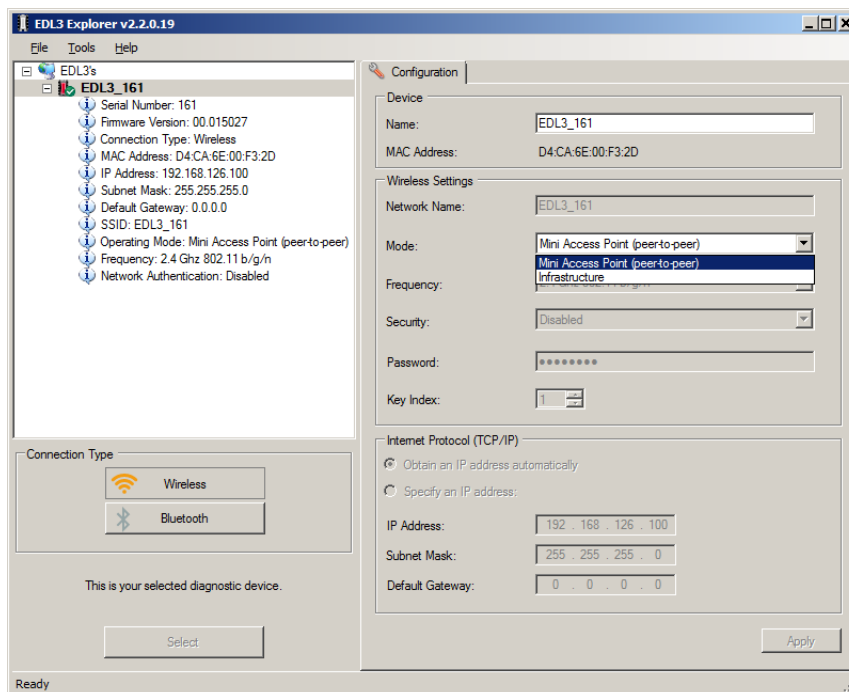 EDL3 Explorer v2.2.0.19
File Tools Help
EDL3's
EDL3_161
Serial Number: 161
Firmware Version: 00.015027
Connection Type: Wireless
MAC Address: D4:CA:6E:00:F3:2D
IP Address: 192.168.126.100
Subnet Mask: 255.255.255.0
Default Gateway: 0.0.0.0
SSID: EDL3_161
Operating Mode: Mini Access Point (peer-to-peer)
Frequency: 2.4 Ghz 802.11 b/g/n
Network Authentication: Disabled
Connection Type
Wireless
Bluetooth
This is your selected diagnostic device.
Select
Configuration
Device
Name: EDL3_161
MAC Address: D4:CA:6E:00:F3:2D
Wireless Settings
Network Name: EDL3_161
Mode: Mini Access Point (peer-to-peer)
Mini Access Point (peer-to-peer)
Infrastructure
Frequency:
Security: Disabled
Password: ●●●●●●●●
Key Index: 1
Internet Protocol (TCP/IP)
Obtain an IP address automatically
Specify an IP address:
IP Address: 192 . 168 . 126 . 100
Subnet Mask: 255 . 255 . 255 . 0
Default Gateway: 0 . 0 . 0 . 0
Apply
Ready